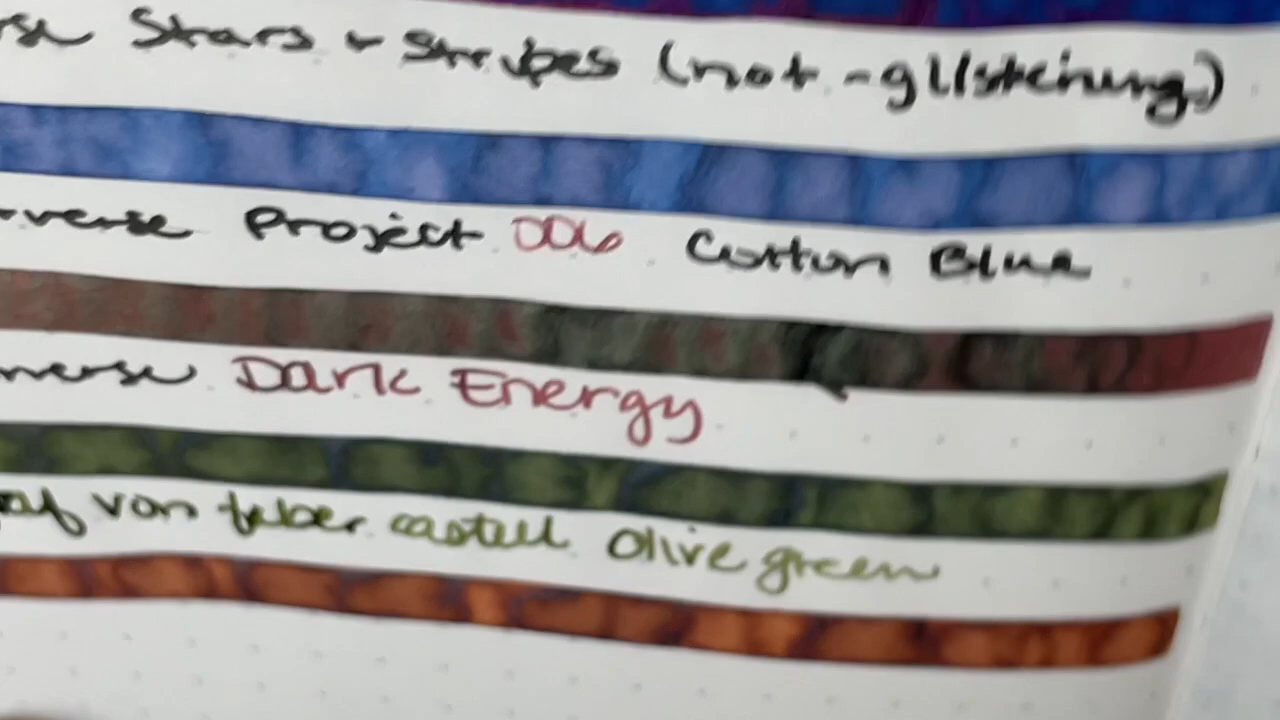 Stars + Stripes (not-glistening)
Project 006 Cotton Blue
Dark Energy
von faber castell Olive green